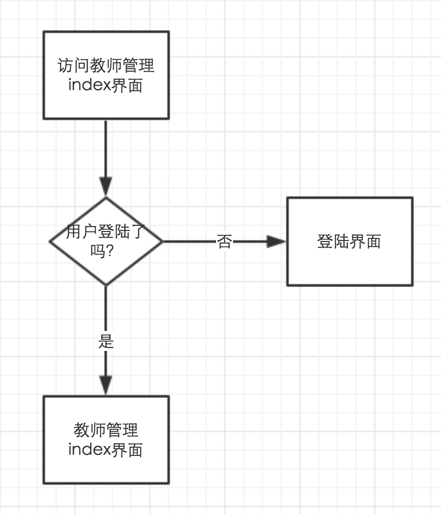 访问教师管理
index界面
用户登陆了
吗？
否
登陆界面
是
教师管理
index界面